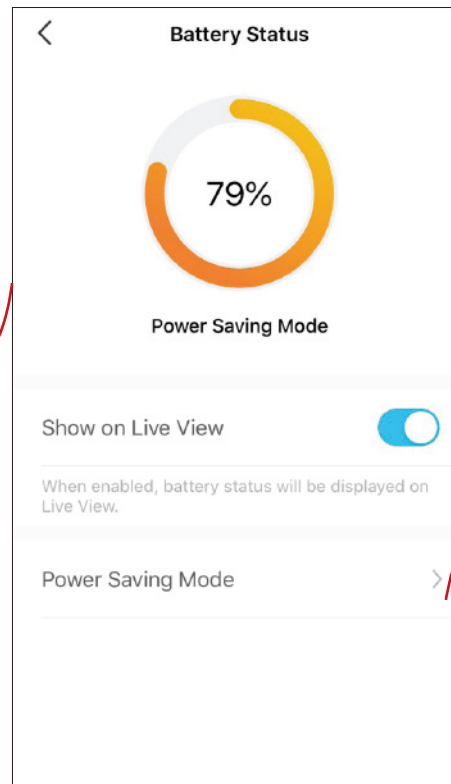 Battery Status
79%
Power Saving Mode
Show on Live View
When enabled, battery status will be displayed on
Live View.
Power Saving Mode